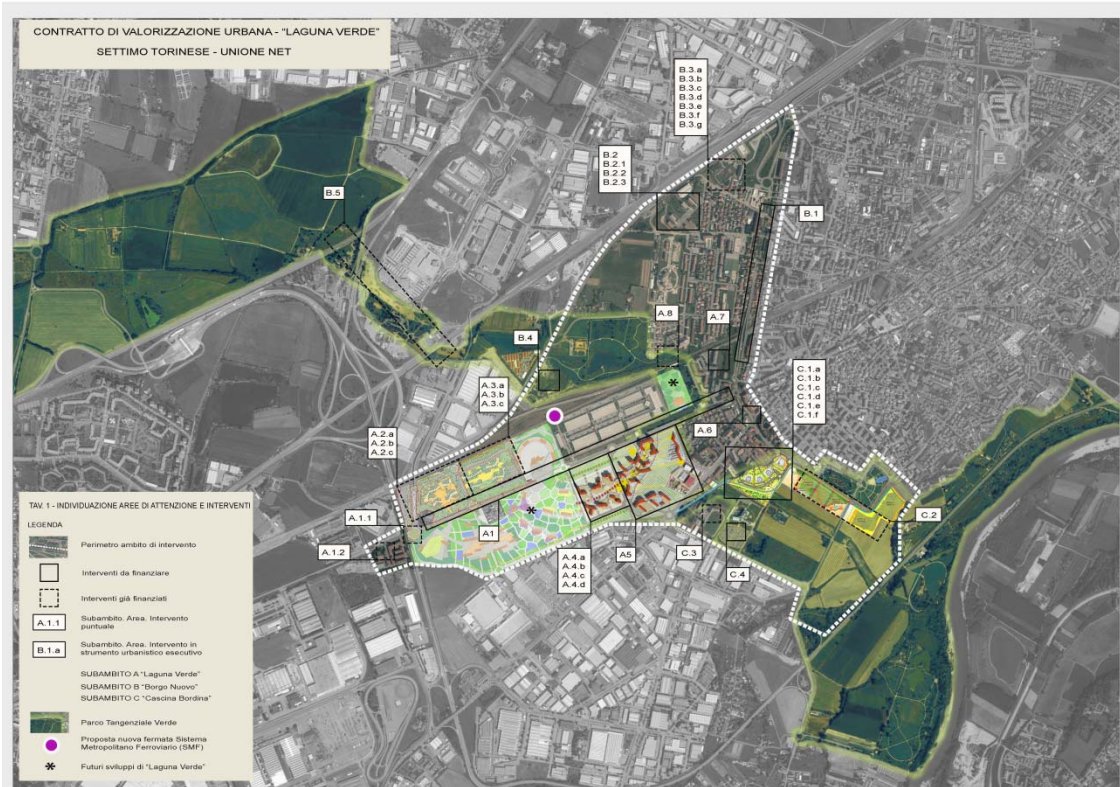 CONTRATTO DI VALORIZZAZIONE URBANA - "LAGUNA VERDE"
SETTIMO TORINESE - UNIONE NET
B.3.a
B.3.b
B.3.c
B.3.d
B.3.e
B.3.f
B.3.g
B.2
B.2.1
B.2.2
B.2.3
B.5
B.1
A.8
A.7
B.4
C.1.a
C.1.b
C.1.c
C.1.d
C.1.e
C.1.f
A.3.a
A.3.b
A.3.c
A.6
A.2.a
A.2.b
A.2.c
A.1.1
A1
A.1.2
A.4.a
A.4.b
A.4.c
A.4.d
A5
C.3
C.4
C.2
TAV. 1 - INDIVIDUAZIONE AREE DI ATTENZIONE E INTERVENTI
LEGENDA
Perimetro ambito di intervento
Interventi da finanziare
Interventi già finanziati
A.1.1
Subambito. Area. Intervento
puntuale
B.1.a
Subambito. Area. Intervento in
strumento urbanistico esecutivo
SUBAMBITO A "Laguna Verde"
SUBAMBITO B "Borgo Nuovo"
SUBAMBITO C "Cascina Bordina"
Parco Tangenziale Verde
Proposta nuova fermata Sistema
Metropolitano Ferroviario (SMF)
Futuri sviluppi di "Laguna Verde"